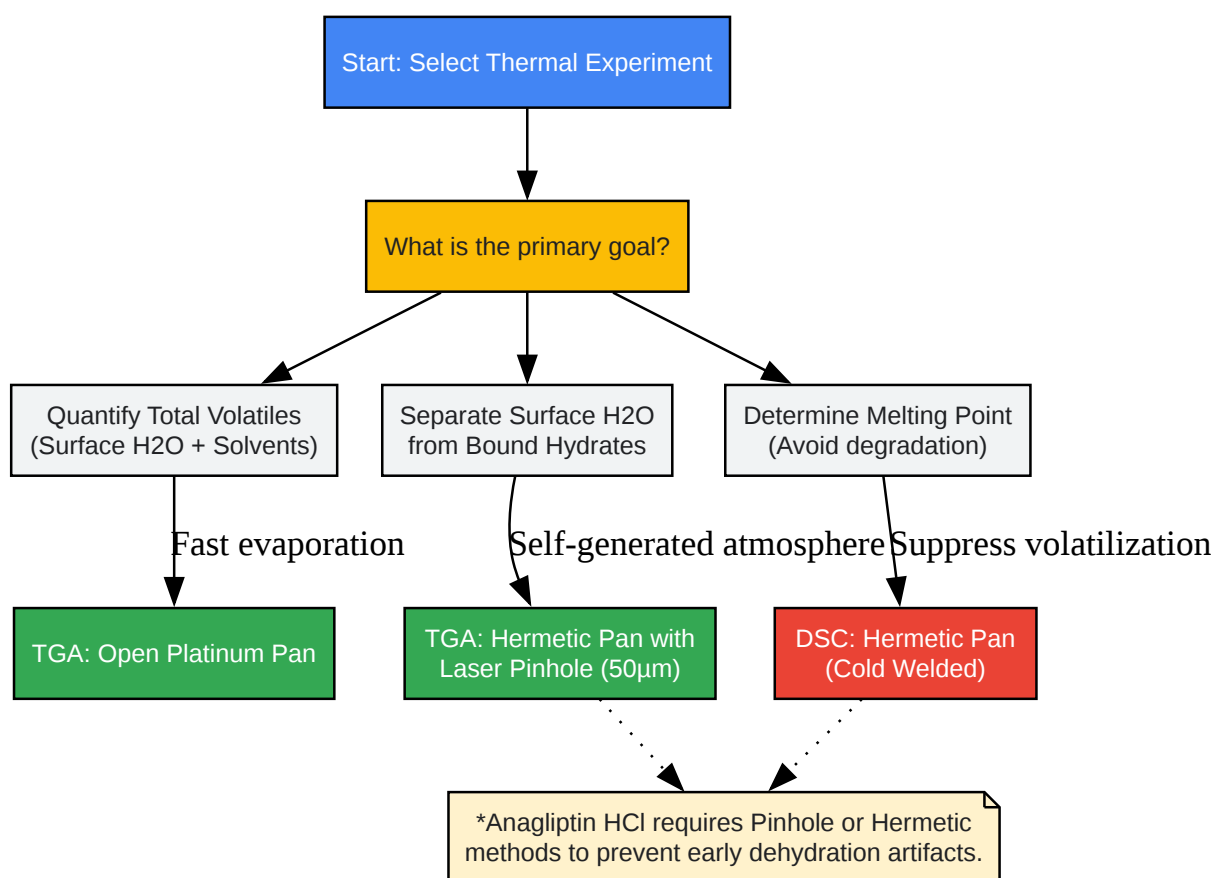 Start: Select Thermal Experiment
What is the primary goal?
Quantify Total Volatiles
(Surface H2O + Solvents)
Separate Surface H2O
from Bound Hydrates
Determine Melting Point
(Avoid degradation)
Fast evaporation
Self-generated atmosphere
Suppress volatilization
TGA: Open Platinum Pan
TGA: Hermetic Pan with
Laser Pinhole (50µm)
DSC: Hermetic Pan
(Cold Welded)
*Anagliptin HCl requires Pinhole or Hermetic
methods to prevent early dehydration artifacts.